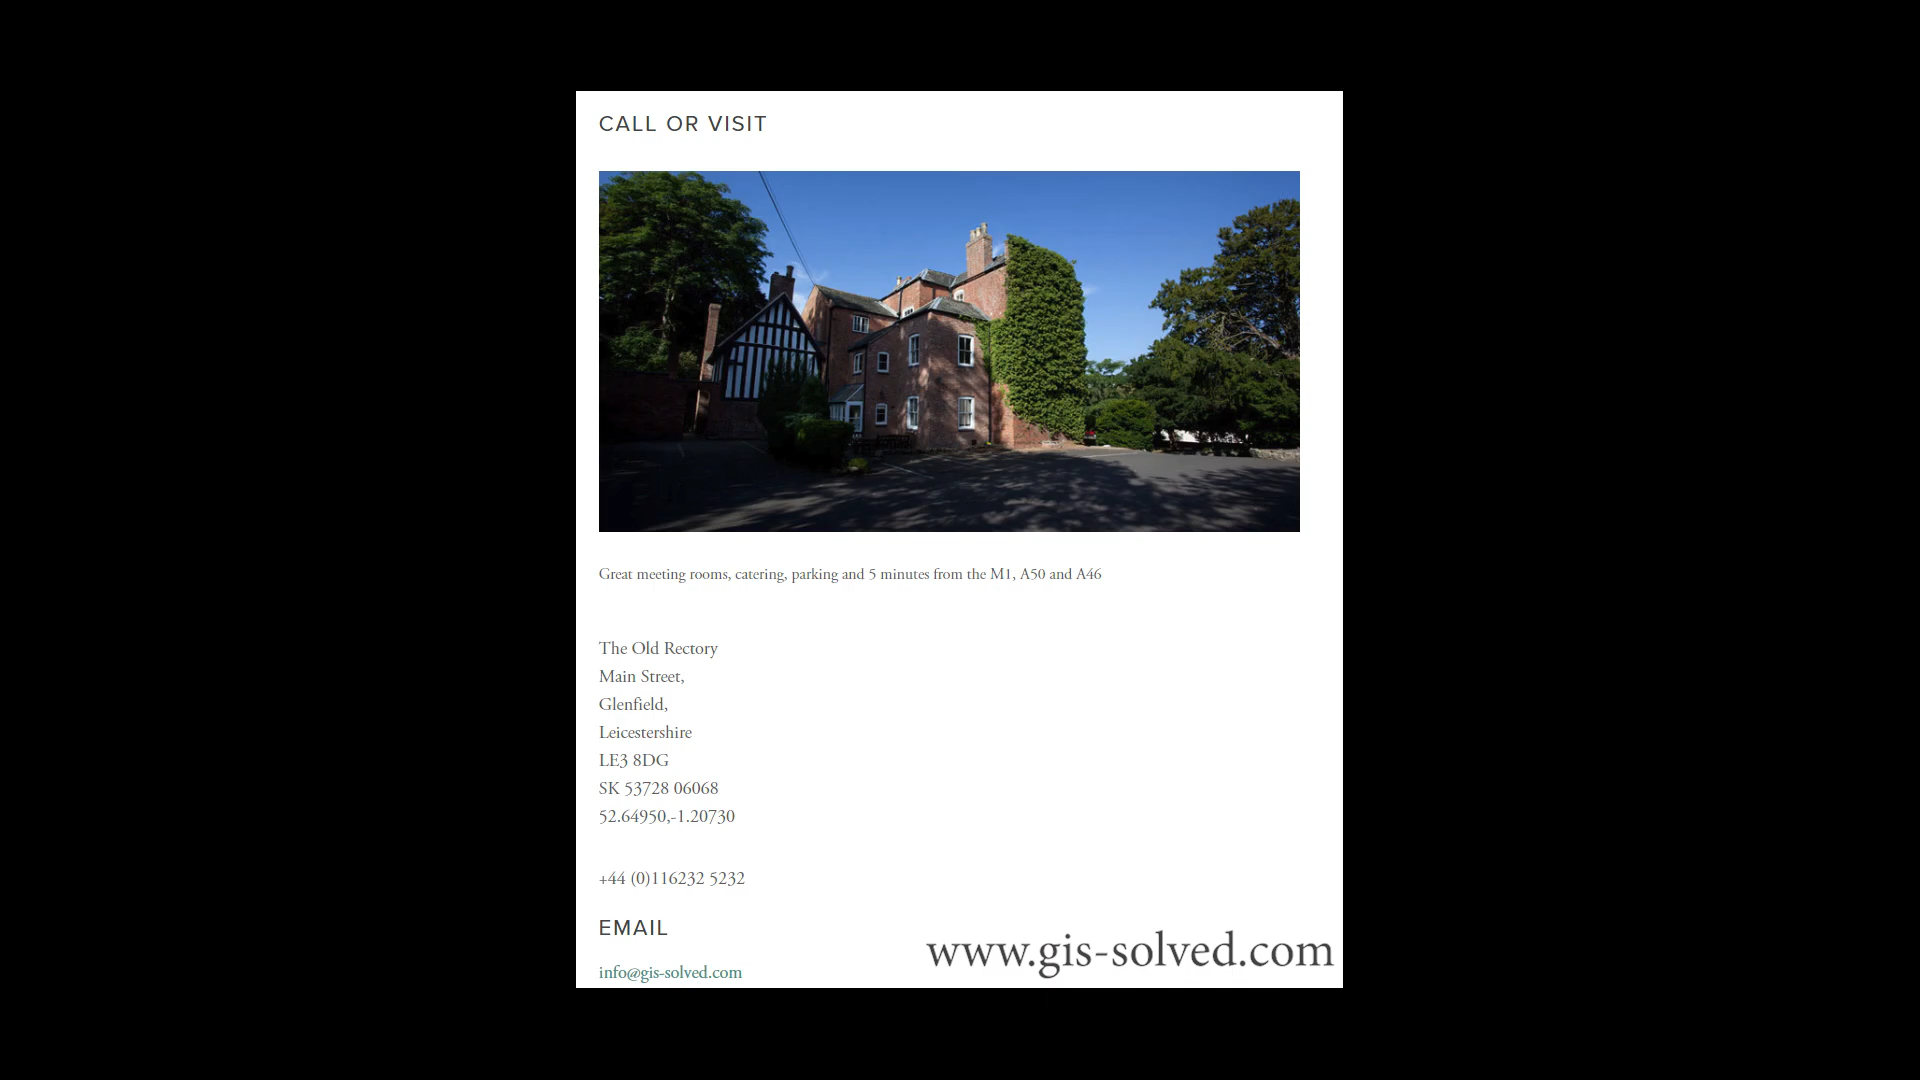 CALL OR VISIT
Great meeting rooms, catering, parking and 5 minutes from the M1, A50 and A46
The Old Rectory
Main Street,
Glenfield,
Leicestershire
LE3 8DG
SK 53728 06068
52.64950,-1.20730
+44 (0)116232 5232
EMAIL
www.gis-solved.com
info@gis-solved.com